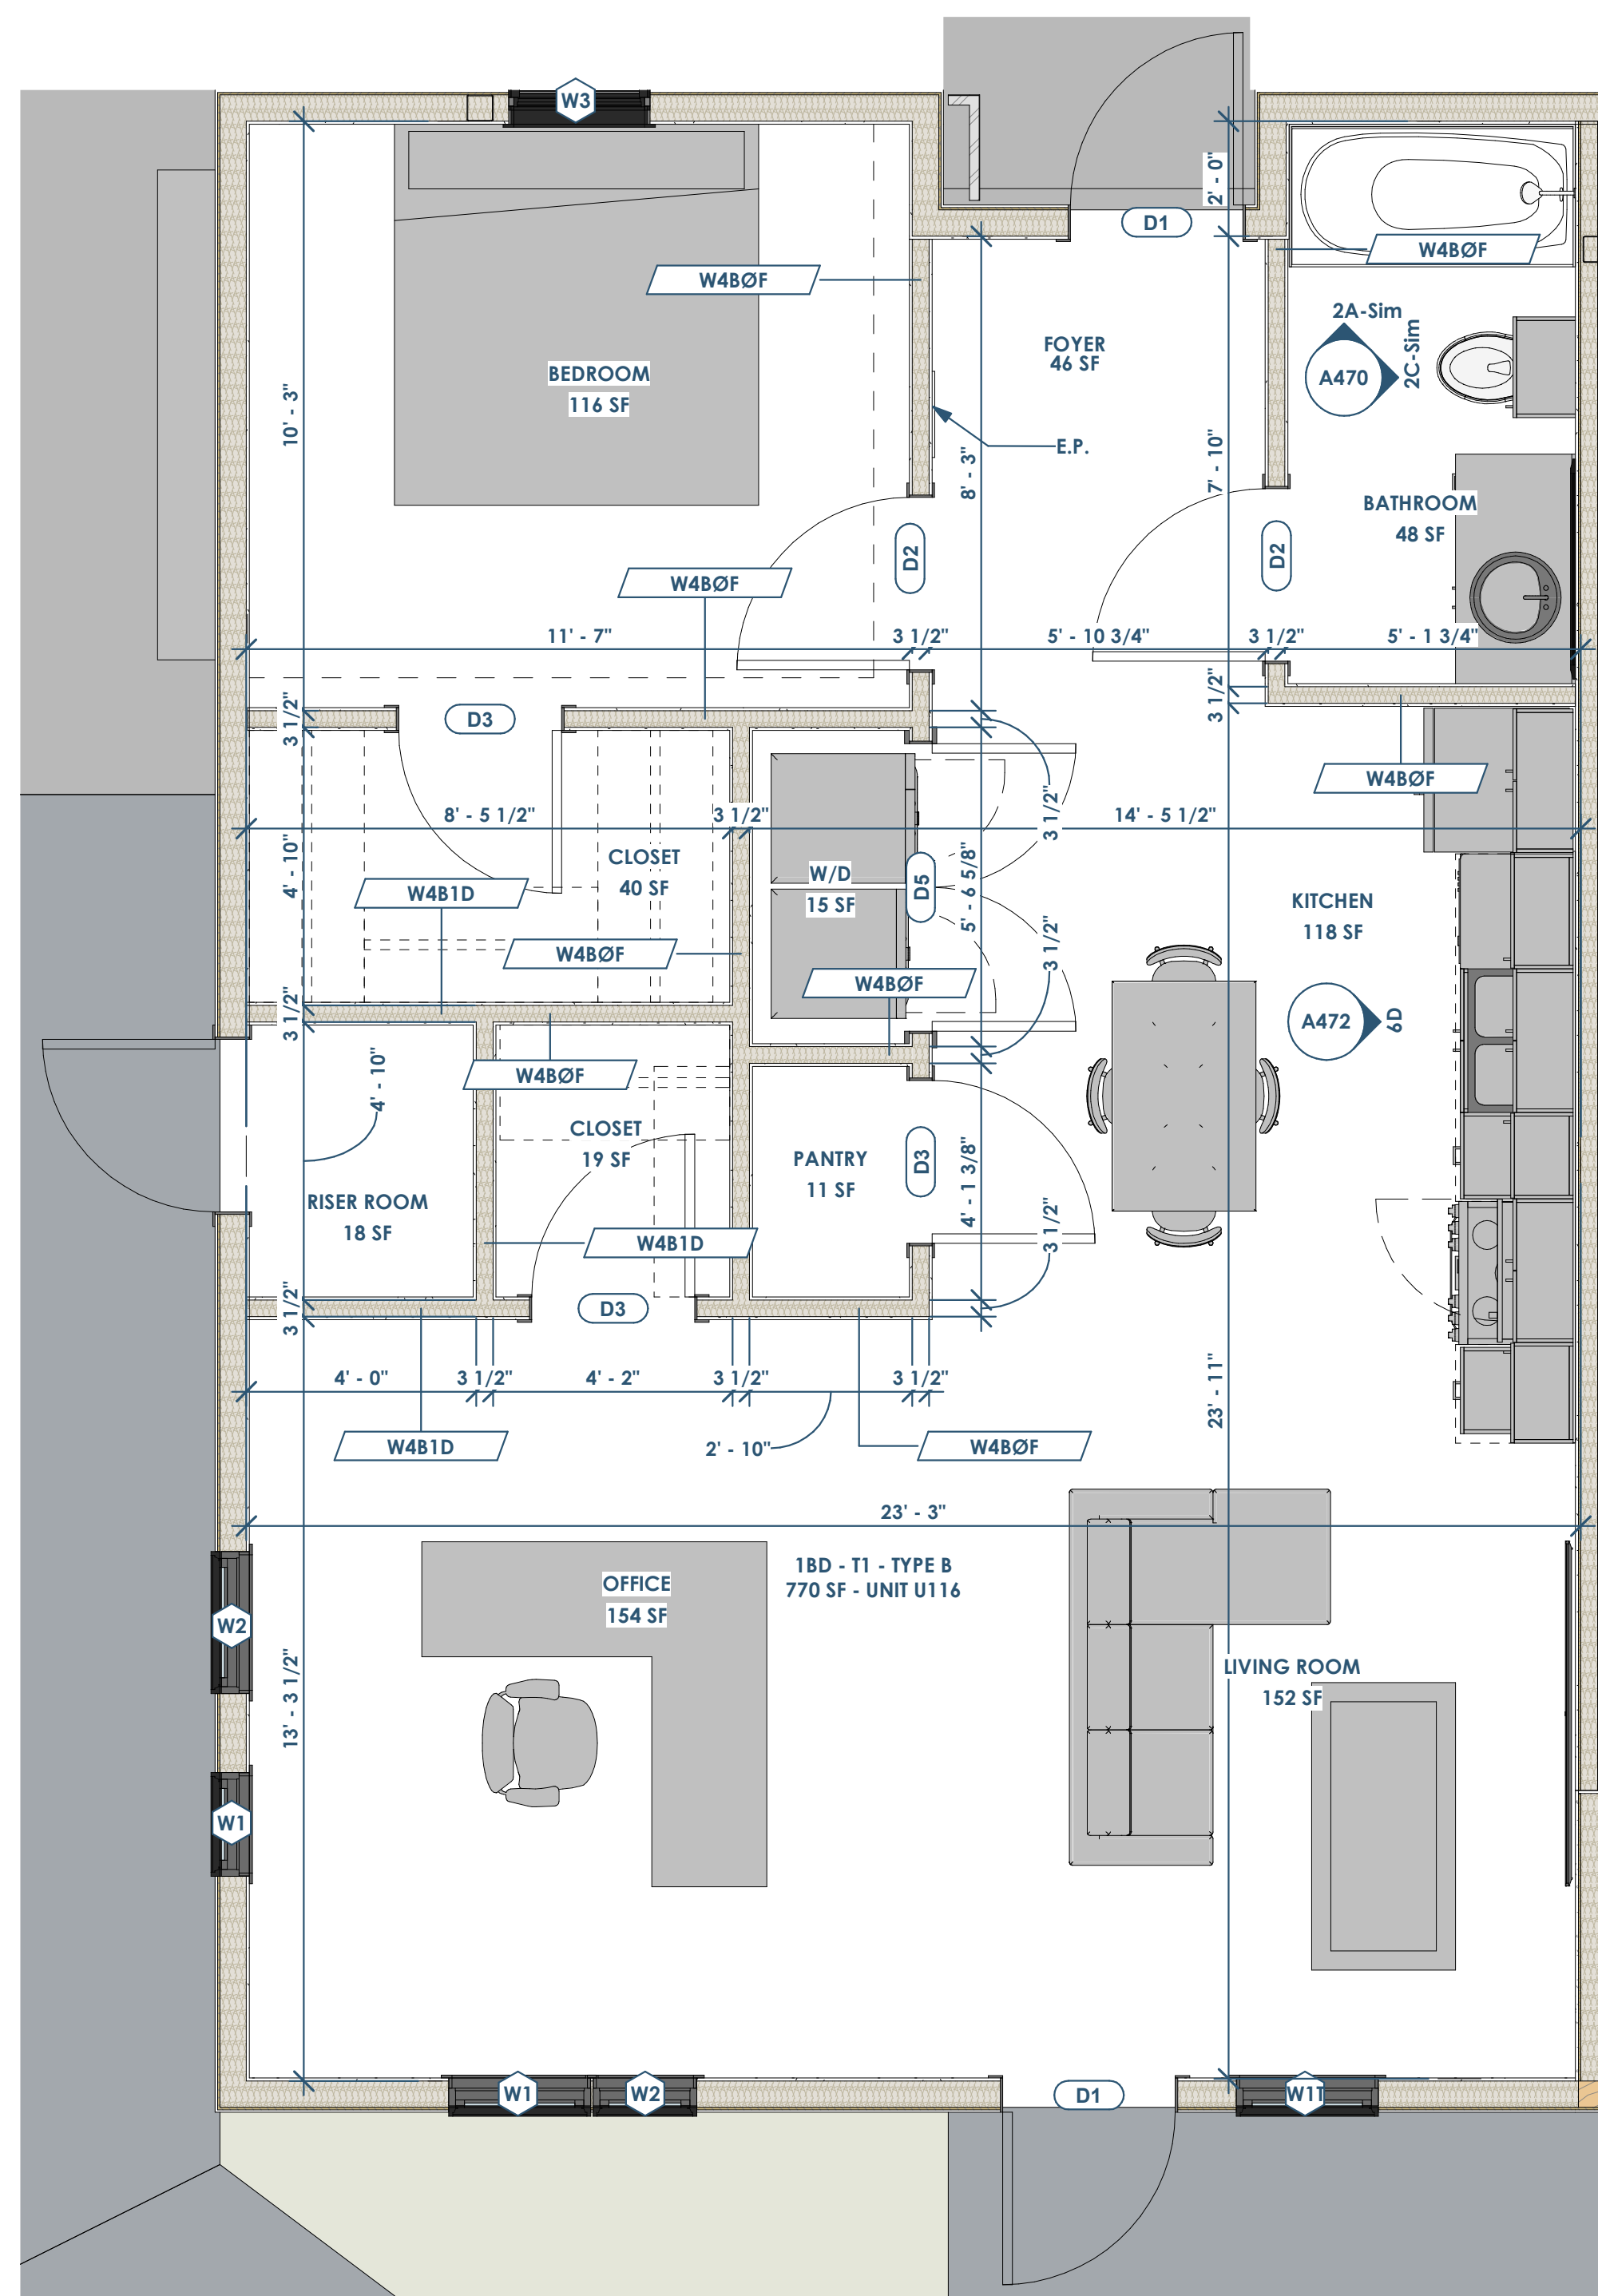 W3
2' - 0"
D1
W4BØF
W4BØF
2A-Sim
2C-Sim
A470
FOYER
46 SF
BEDROOM
116 SF
10' - 3"
E.P.
8' - 3"
7' - 10"
BATHROOM
48 SF
D2
D2
W4BØF
11' - 7"
3 1/2"
5' - 10 3/4"
3 1/2"
5' - 1 3/4"
3 1/2"
D3
3 1/2"
W4BØF
8' - 5 1/2"
3 1/2"
3 1/2"
14' - 5 1/2"
4' - 10"
CLOSET
40 SF
W/D
15 SF
D5
5' - 6 5/8"
W4B1D
KITCHEN
118 SF
W4BØF
3 1/2"
W4BØF
3 1/2"
A472
6D
4' - 10"
W4BØF
CLOSET
19 SF
PANTRY
11 SF
D3
4' - 1 3/8"
RISER ROOM
18 SF
3 1/2"
W4B1D
3 1/2"
D3
4' - 0"
3 1/2"
4' - 2"
3 1/2"
3 1/2"
23' - 11"
W4B1D
2' - 10"
W4BØF
23' - 3"
1BD - T1 - TYPE B
770 SF - UNIT U116
OFFICE
154 SF
W2
LIVING ROOM
152 SF
13' - 3 1/2"
W1
W1
W2
D1
W1T